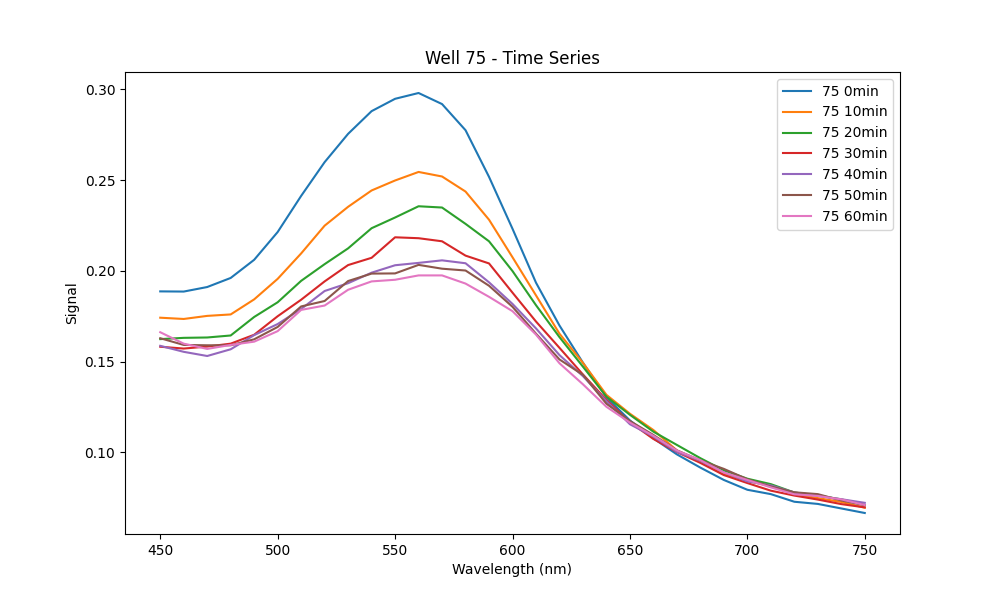 Well 75 - Time Series
Signal
0.30
0.25
0.20
0.15
0.10
75 0min
75 10min
75 20min
75 30min
75 40min
75 50min
75 60min
450 500 550 600 650 700 750
Wavelength (nm)